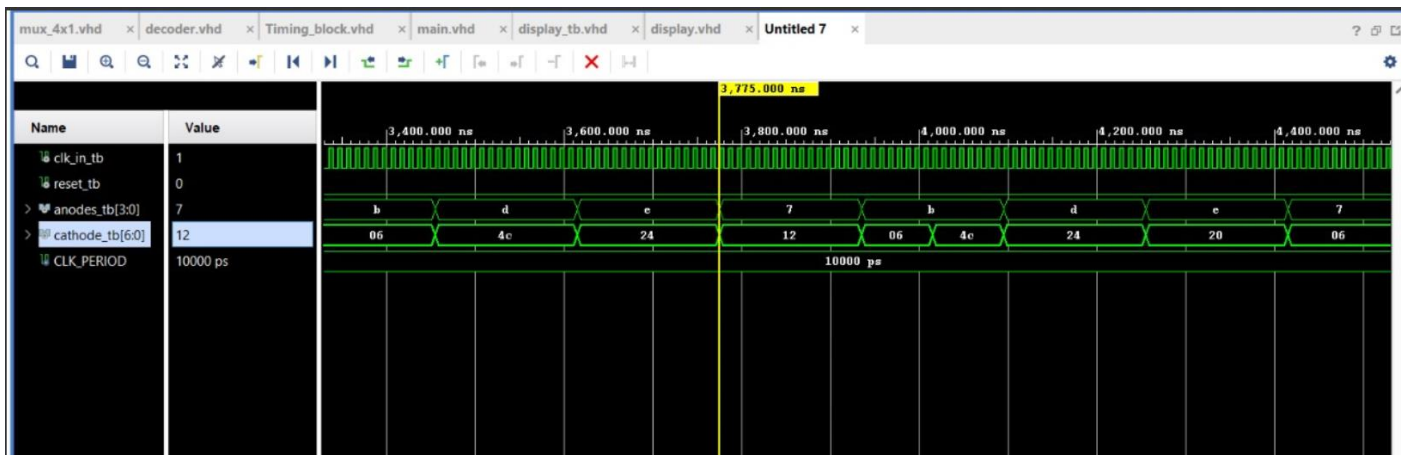 mux_4x1.vhd × decoder.vhd × Timing_block.vhd × main.vhd × display_tb.vhd × display.vhd × Untitled 7 ×
3,775.000 ns
Name Value
3,400.000 ns 3,600.000 ns 3,800.000 ns 4,000.000 ns 4,200.000 ns 4,400.000 ns
clk_in_tb 1
reset_tb 0
anodes_tb[3:0] 7 b d e 7 b d e 7
cathode_tb[6:0] 12 06 4c 24 12 06 4c 24 20 06
CLK_PERIOD 10000 ps 10000 ps